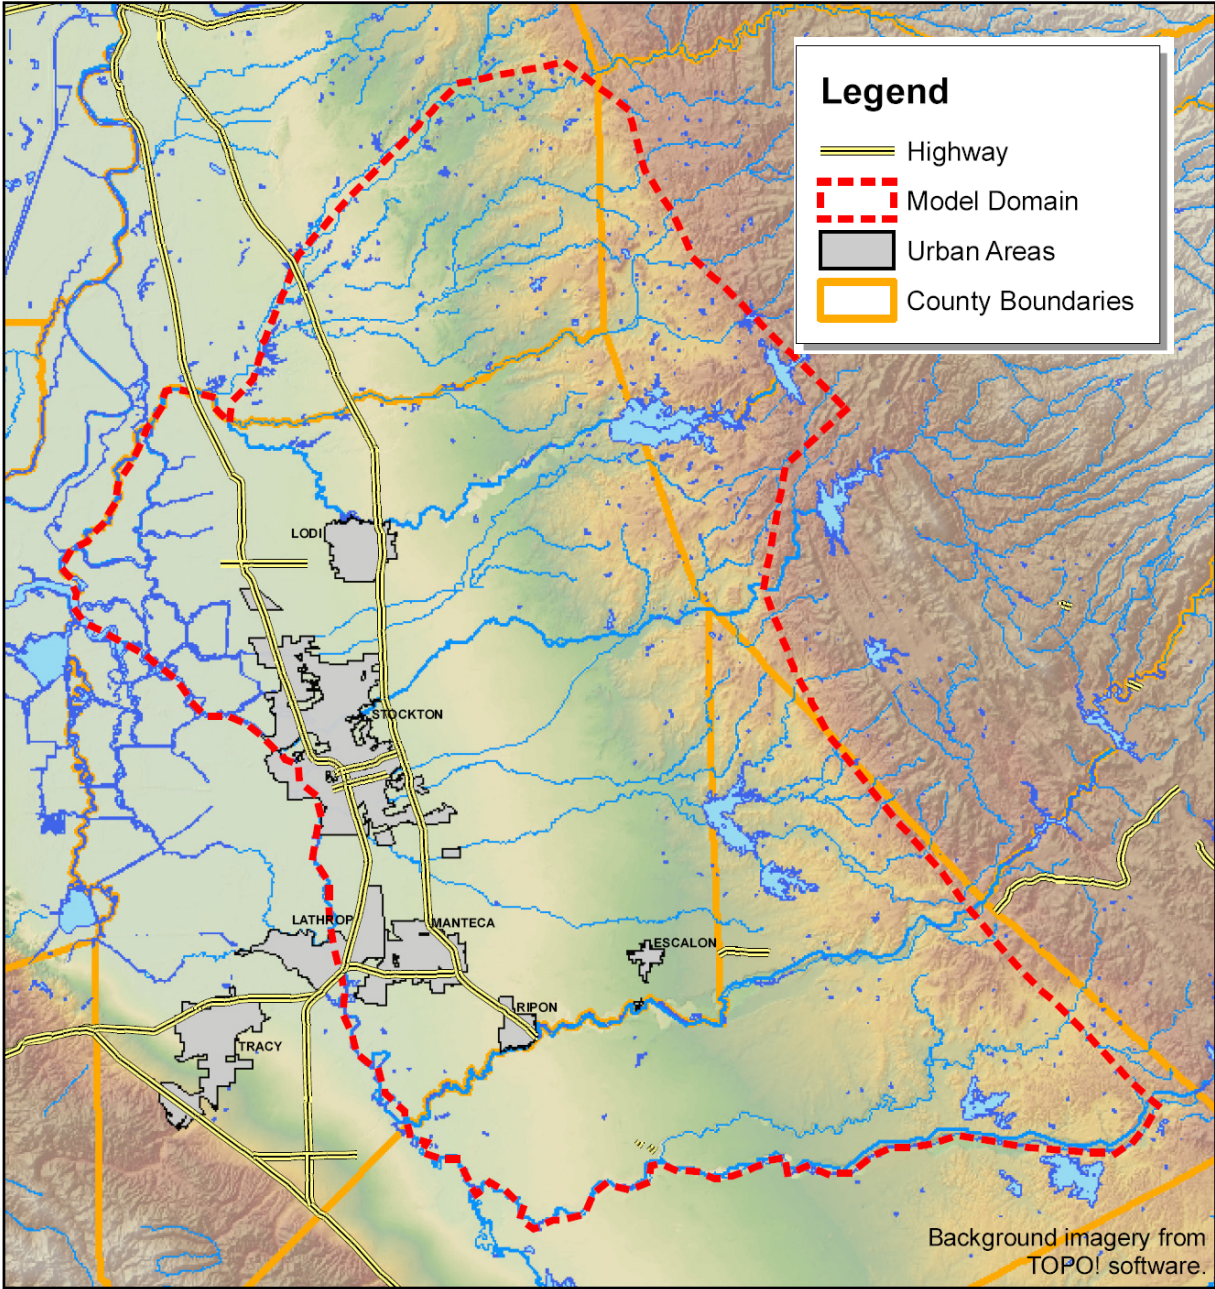 Legend
Highway
Model Domain
Urban Areas
County Boundaries
LODI
STOCKTON
LATHROP
MANTECA
ESCALON
RIPON
TRACY
Background imagery from
TOPO! software.